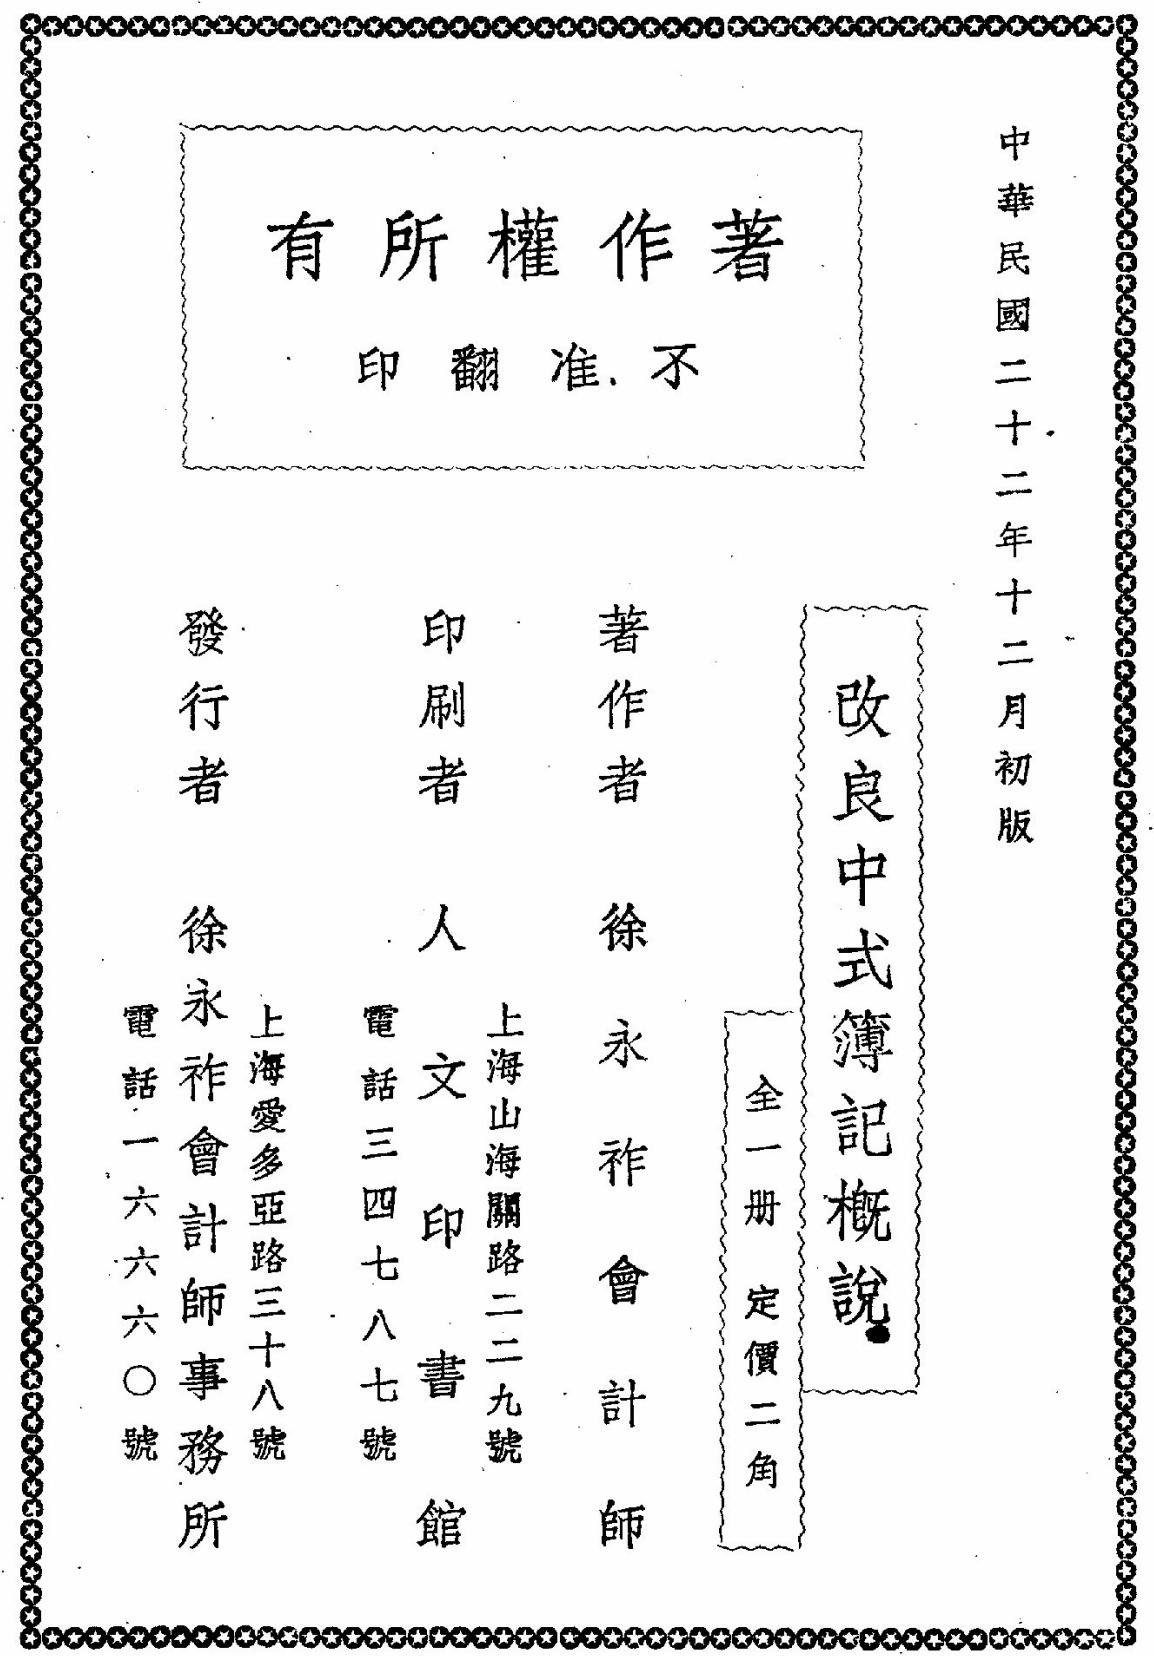 中華民國二十二年十二月初版
著作權所有
不准翻印
改良中式簿記概說
全一册 定價二角
著作者 徐永祚會計師
印刷者 人文印書館
上海山海關路二二九號
電話三四七八七號
發行者 徐永祚會計師事務所
上海愛多亞路三十八號
電話一六六六〇號